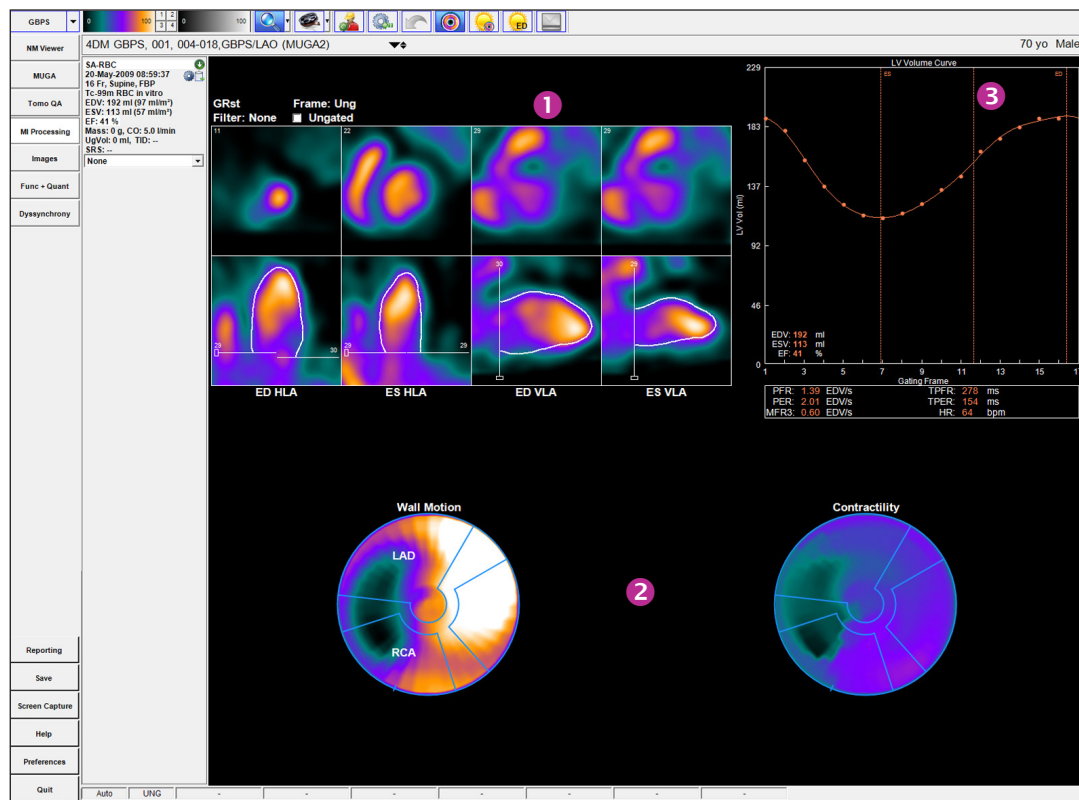 GBPS
0 100
1 2
3 4
0 100
ED
NM Viewer
MUGA
Tomo QA
MI Processing
Images
Func + Quant
Dyssynchrony
Reporting
Save
Screen Capture
Help
Preferences
Quit
4DM GBPS, 001, 004-018,GBPS/LAO (MUGA2)
70 yo Male
SA-RBC
20-May-2009 08:59:37
16 Fr, Supine, FBP
Tc-99m RBC in vitro
EDV: 192 ml (97 ml/m²)
ESV: 113 ml (57 ml/m²)
EF: 41 %
Mass: 0 g, CO: 5.0 l/min
UgVol: 0 ml, TID: --
SRS: --
None
GRst Frame: Ung
Filter: None Ungated
1
11 22 29 29
30 29
29 30 29 29
ED HLA ES HLA ED VLA ES VLA
LV Volume Curve
ES ED
3
229
183
137
92
46
0
LV Vol (ml)
EDV: 192 ml
ESV: 113 ml
EF: 41 %
1 3 5 7 9 11 13 15 17
Gating Frame
PFR: 1.39 EDV/s TPFR: 278 ms
PER: 2.01 EDV/s TPER: 154 ms
MFR3: 0.60 EDV/s HR: 64 bpm
Wall Motion
LAD
RCA
2
Contractility
Auto UNG - - - - - - -